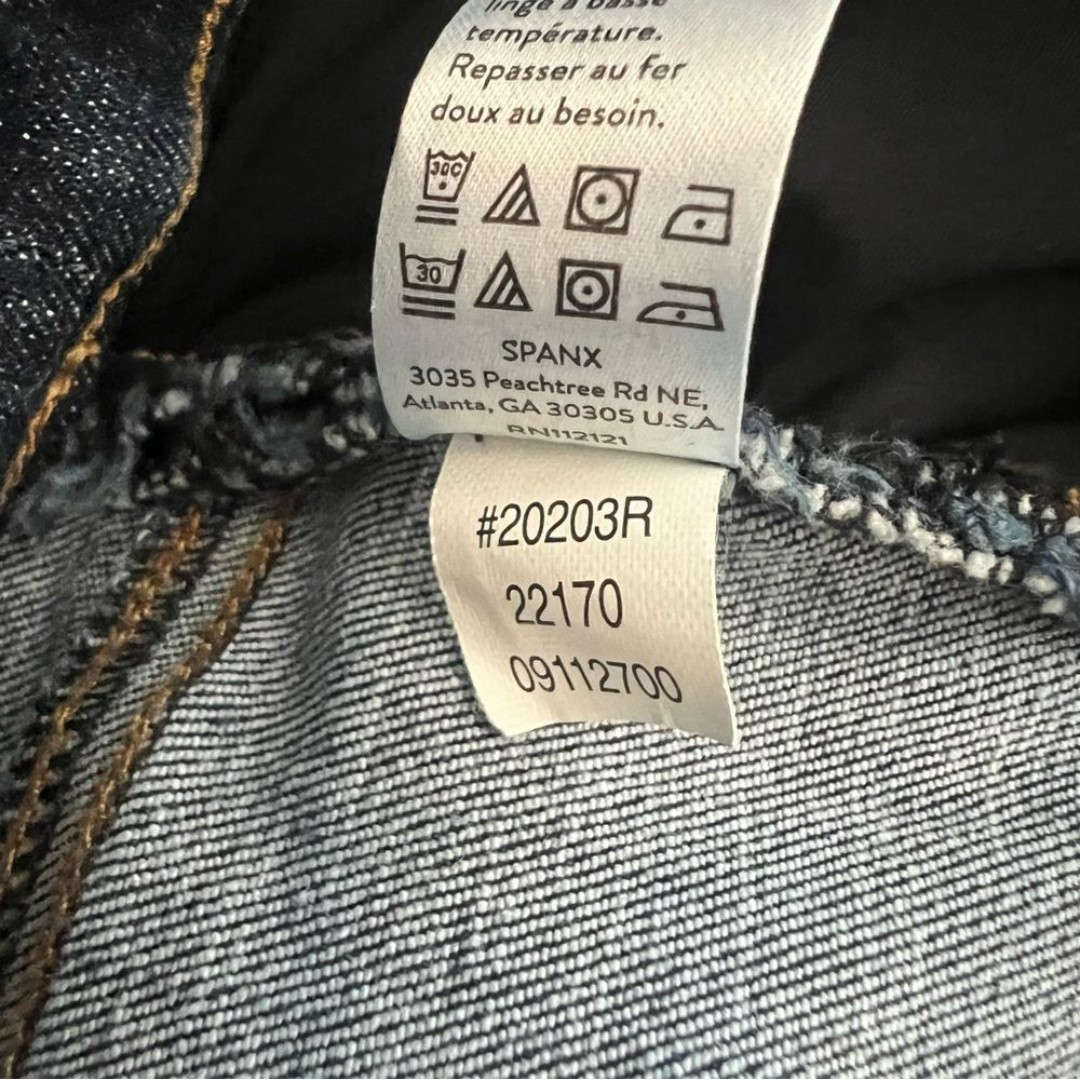 linge à basse
température.
Repasser au fer
doux au besoin.
30C
30
SPANX
3035 Peachtree Rd NE,
Atlanta, GA 30305 U.S.A.
RN112121
#20203R
22170
09112700